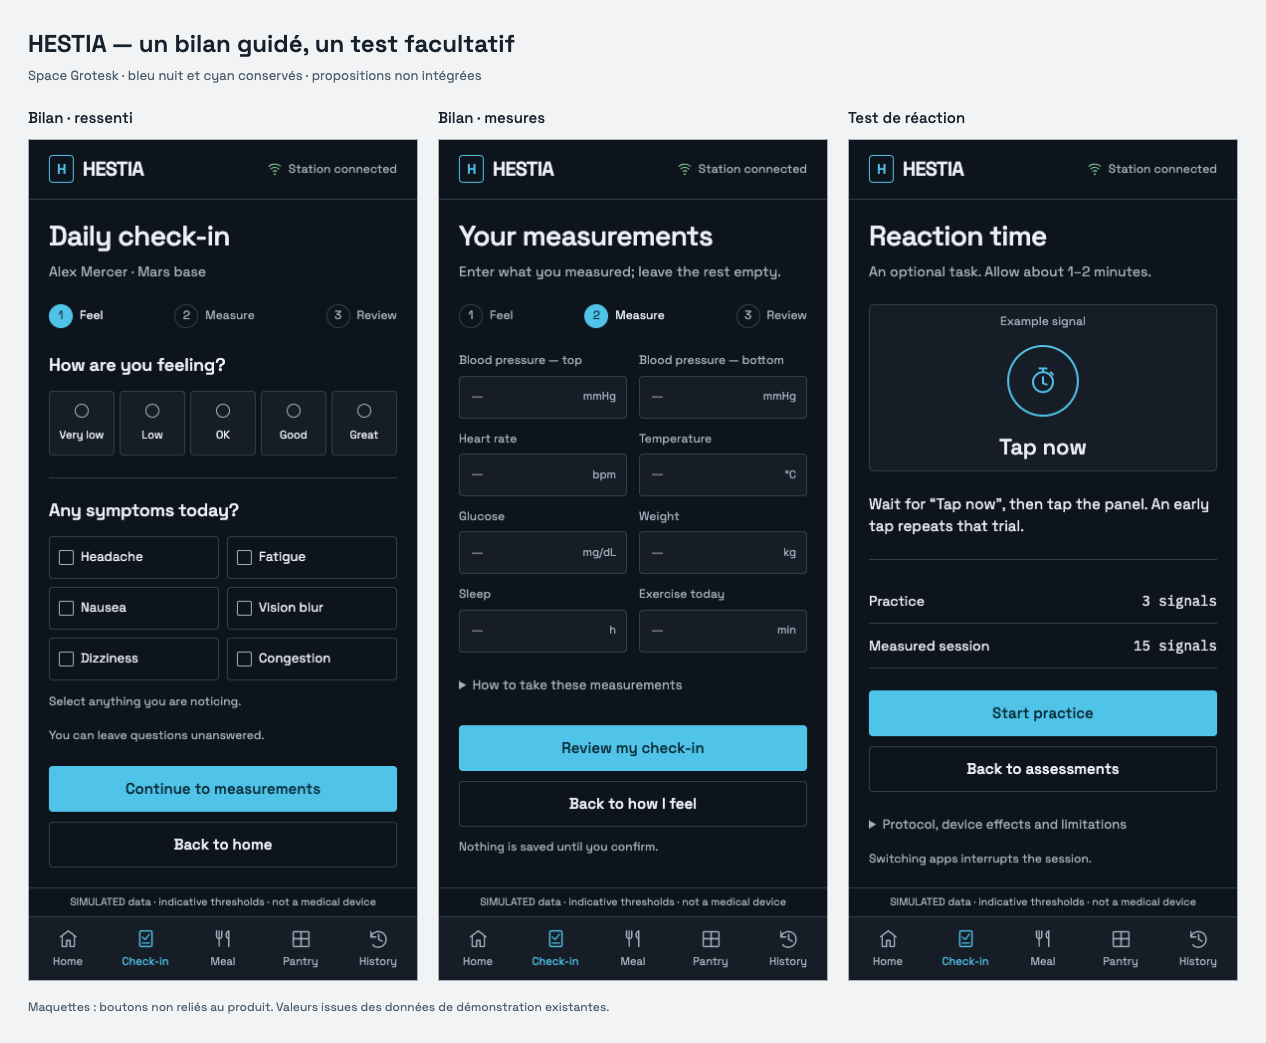 HESTIA — un bilan guidé, un test facultatif
Space Grotesk · bleu nuit et cyan conservés · propositions non intégrées
Bilan · ressenti
H HESTIA Station connected
Daily check-in
Alex Mercer · Mars base
1 Feel 2 Measure 3 Review
How are you feeling?
Very low Low OK Good Great
Any symptoms today?
Headache Fatigue
Nausea Vision blur
Dizziness Congestion
Select anything you are noticing.
You can leave questions unanswered.
Continue to measurements
Back to home
SIMULATED data · indicative thresholds · not a medical device
Home Check-in Meal Pantry History
Bilan · mesures
H HESTIA Station connected
Your measurements
Enter what you measured; leave the rest empty.
1 Feel 2 Measure 3 Review
Blood pressure — top Blood pressure — bottom
— mmHg — mmHg
Heart rate Temperature
— bpm — °C
Glucose Weight
— mg/dL — kg
Sleep Exercise today
— h — min
How to take these measurements
Review my check-in
Back to how I feel
Nothing is saved until you confirm.
SIMULATED data · indicative thresholds · not a medical device
Home Check-in Meal Pantry History
Test de réaction
H HESTIA Station connected
Reaction time
An optional task. Allow about 1–2 minutes.
Example signal
Tap now
Wait for “Tap now”, then tap the panel. An early
tap repeats that trial.
Practice 3 signals
Measured session 15 signals
Start practice
Back to assessments
Protocol, device effects and limitations
Switching apps interrupts the session.
SIMULATED data · indicative thresholds · not a medical device
Home Check-in Meal Pantry History
Maquettes : boutons non reliés au produit. Valeurs issues des données de démonstration existantes.